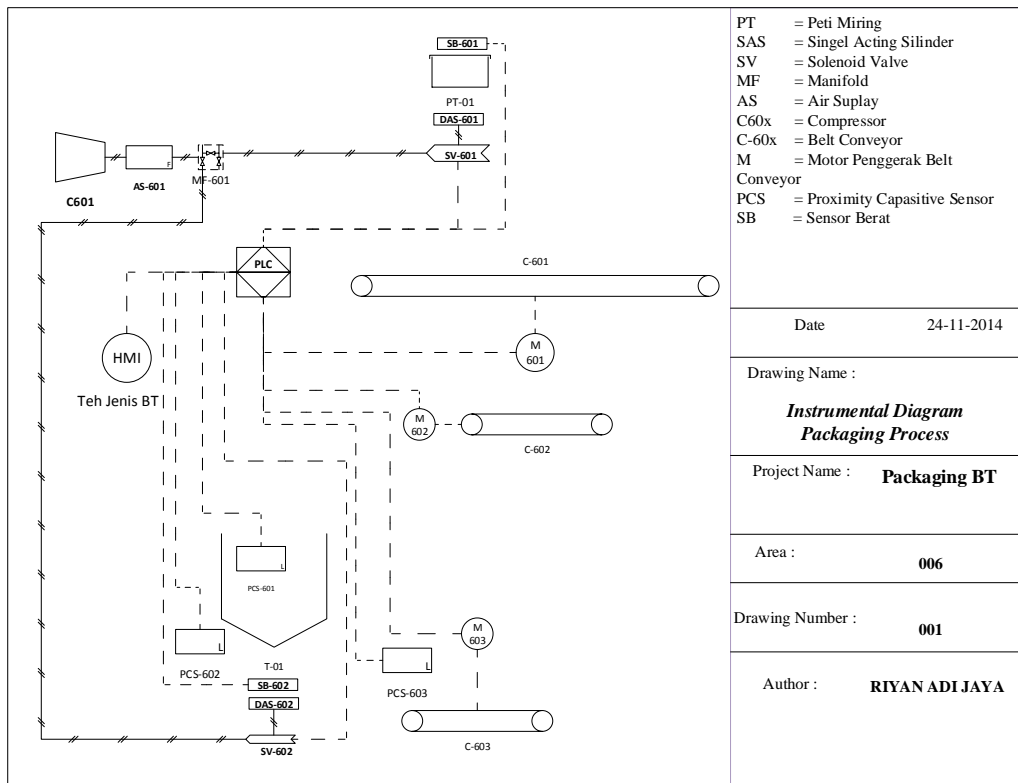 SB-601
PT-01
DAS-601
SV-601
C601
AS-601
F
MF-601
PLC
C-601
HMI
Teh Jenis BT
M
601
M
602
C-602
PCS-601
L
PCS-602
L
T-01
SB-602
DAS-602
SV-602
M
603
PCS-603
L
C-603
PT = Peti Miring
SAS = Singel Acting Silinder
SV = Solenoid Valve
MF = Manifold
AS = Air Suplay
C60x = Compressor
C-60x = Belt Conveyor
M = Motor Penggerak Belt
Conveyor
PCS = Proximity Capasitive Sensor
SB = Sensor Berat
Date 24-11-2014
Drawing Name :
Instrumental Diagram
Packaging Process
Project Name : Packaging BT
Area :
006
Drawing Number :
001
Author : RIYAN ADI JAYA